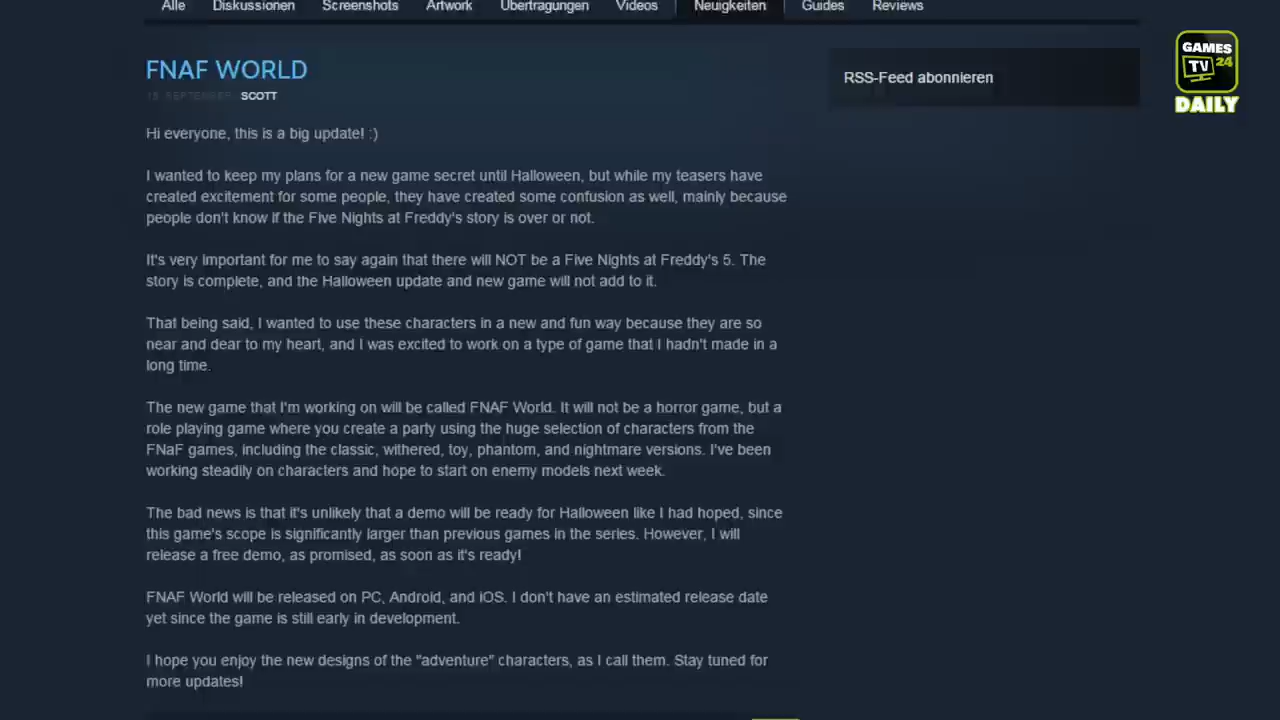 Alle Diskussionen Screenshots Artwork Übertragungen Videos Neuigkeiten Guides Reviews
FNAF WORLD
15. SEPTEMBER SCOTT
RSS-Feed abonnieren
GAMES
TV 24
DAILY
Hi everyone, this is a big update! :)
I wanted to keep my plans for a new game secret until Halloween, but while my teasers have
created excitement for some people, they have created some confusion as well, mainly because
people don't know if the Five Nights at Freddy's story is over or not.
It's very important for me to say again that there will NOT be a Five Nights at Freddy's 5. The
story is complete, and the Halloween update and new game will not add to it.
That being said, I wanted to use these characters in a new and fun way because they are so
near and dear to my heart, and I was excited to work on a type of game that I hadn't made in a
long time.
The new game that I'm working on will be called FNAF World. It will not be a horror game, but a
role playing game where you create a party using the huge selection of characters from the
FNaF games, including the classic, withered, toy, phantom, and nightmare versions. I've been
working steadily on characters and hope to start on enemy models next week.
The bad news is that it's unlikely that a demo will be ready for Halloween like I had hoped, since
this game's scope is significantly larger than previous games in the series. However, I will
release a free demo, as promised, as soon as it's ready!
FNAF World will be released on PC, Android, and iOS. I don't have an estimated release date
yet since the game is still early in development.
I hope you enjoy the new designs of the "adventure" characters, as I call them. Stay tuned for
more updates!